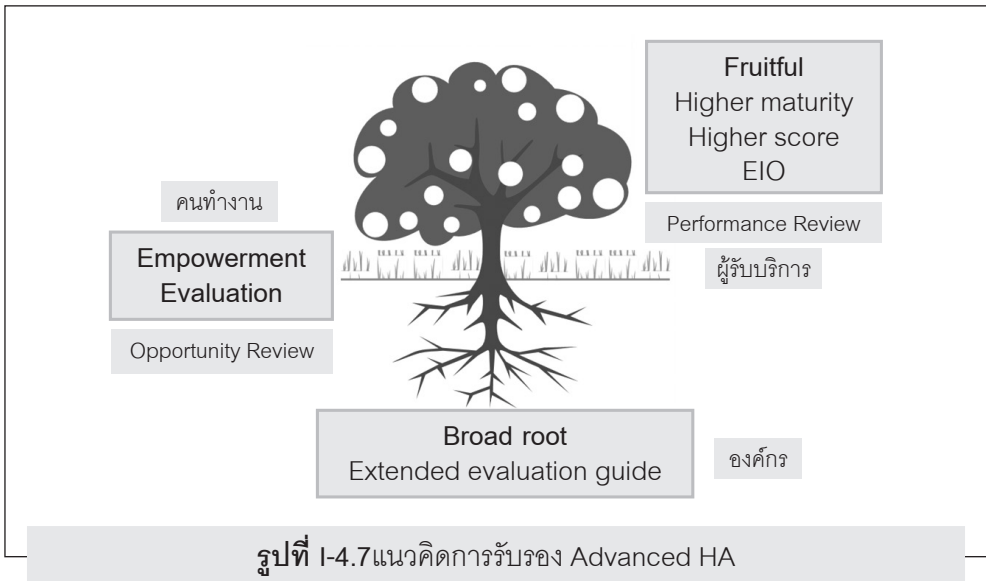 Fruitful
Higher maturity
Higher score
EIO
Performance Review
ผู้รับบริการ
คนทำงาน
Empowerment
Evaluation
Opportunity Review
Broad root
Extended evaluation guide
องค์กร
รูปที่ I-4.7แนวคิดการรับรอง Advanced HA